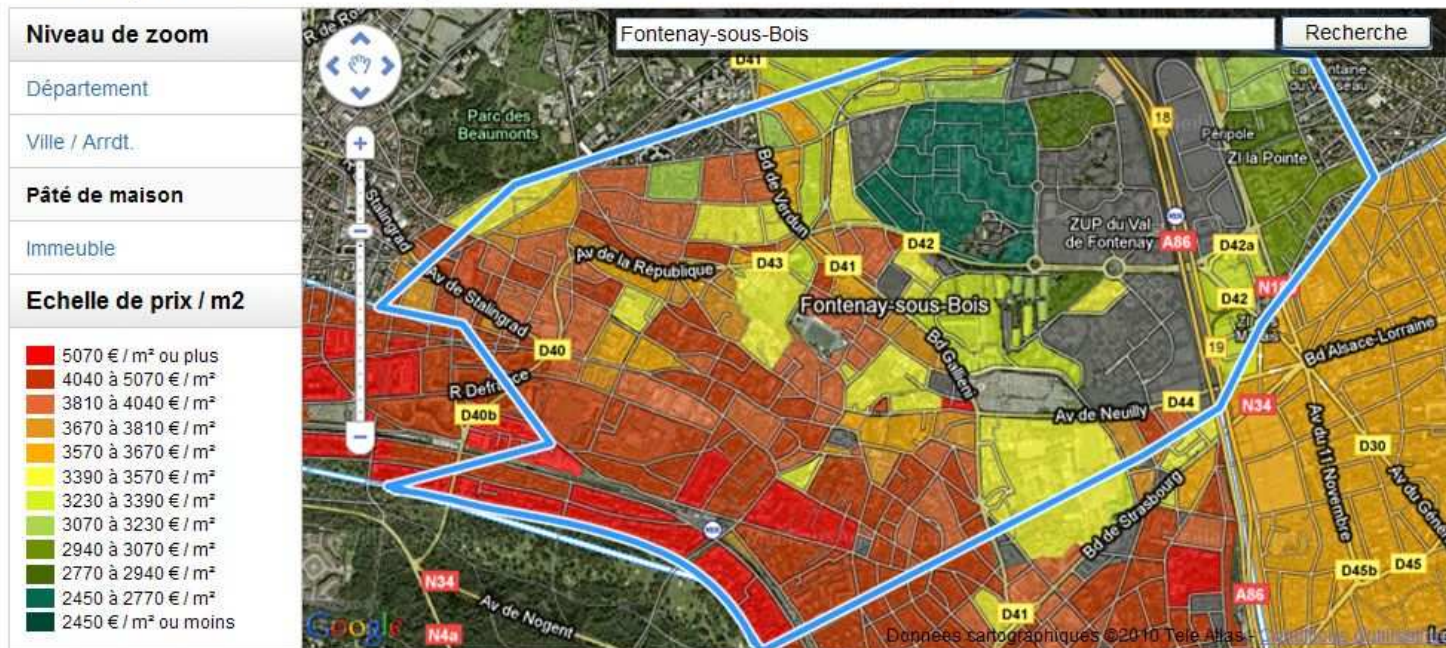 Niveau de zoom
Département
Ville / Arrdt.
Pâté de maison
Immeuble
Echelle de prix / m2
5070 € / m² ou plus
4040 à 5070 € / m²
3810 à 4040 € / m²
3670 à 3810 € / m²
3570 à 3670 € / m²
3390 à 3570 € / m²
3230 à 3390 € / m²
3070 à 3230 € / m²
2940 à 3070 € / m²
2770 à 2940 € / m²
2450 à 2770 € / m²
2450 € / m² ou moins
Fontenay-sous-Bois
Recherche
D41
Parc des
Beaumonts
18
Péripole
ZI la Pointe
Stalingrad
Bd de Verdun
ZUP du Val
de Fontenay
A86
D42
D42a
Av de la République
D43
D41
Av de Stalingrad
Fontenay-sous-Bois
D42
D40
19
Bd Alsace-Lorraine
R Defrance
Bd Galliéni
D40b
Av de Neuilly
D44
N34
D30
Av du 11 Novembre
Bd de Strasbourg
N34
Av de Nogent
N4a
D41
A86
D45b
D45
Google
Données cartographiques ©2010 Tele Atlas -